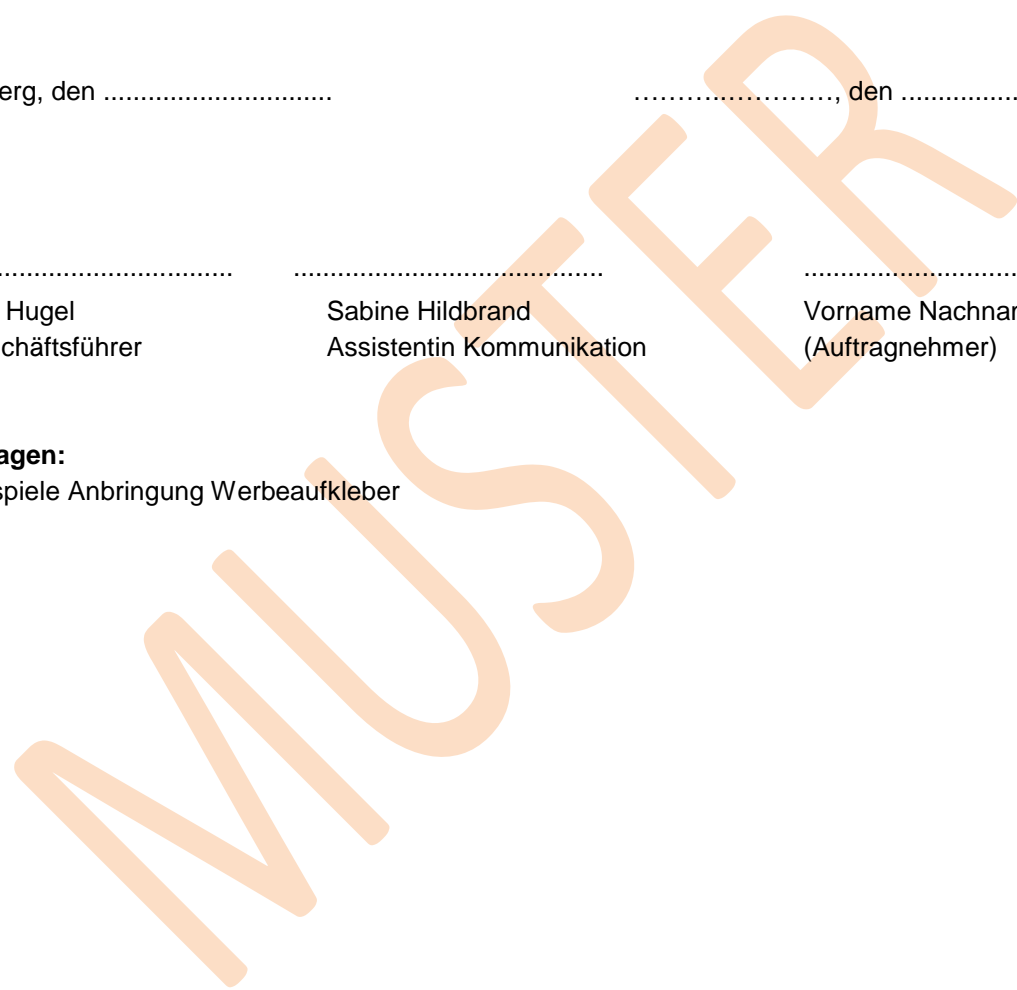 erg, den ...............................
……….…………, den ................
................................
..........................................
.............................
Hugel
Sabine Hildbrand
Vorname Nachnar
chäftsführer
Assistentin Kommunikation
(Auftragnehmer)
agen:
spiele Anbringung Werbeaufkleber
MUSTER